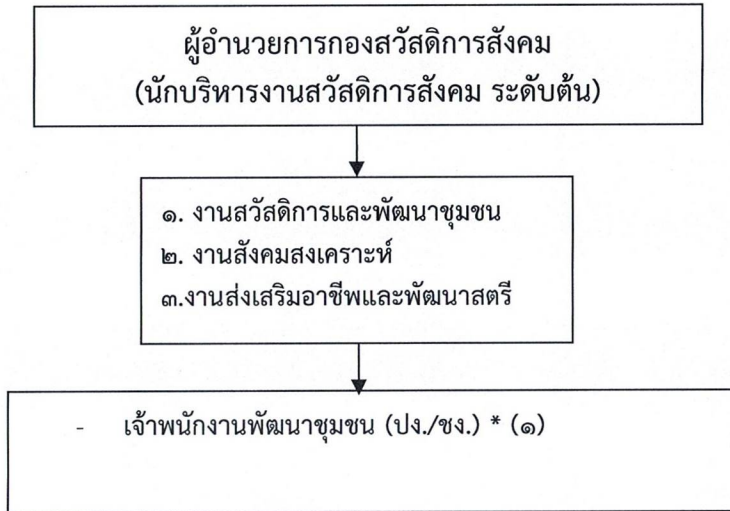 ผู้อำนวยการกองสวัสดิการสังคม
(นักบริหารงานสวัสดิการสังคม ระดับต้น)
๑. งานสวัสดิการและพัฒนาชุมชน
๒. งานสังคมสงเคราะห์
๓.งานส่งเสริมอาชีพและพัฒนาสตรี
- เจ้าพนักงานพัฒนาชุมชน (ปง./ชง.) * (๑)